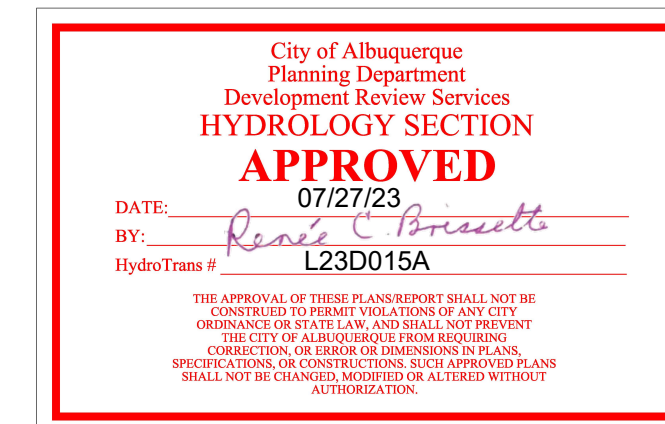 City of Albuquerque
Planning Department
Development Review Services
HYDROLOGY SECTION
APPROVED
DATE: 07/27/23
BY: Renée C. Brissette
HydroTrans # L23D015A
THE APPROVAL OF THESE PLANS/REPORT SHALL NOT BE
CONSTRUED TO PERMIT VIOLATIONS OF ANY CITY
ORDINANCE OR STATE LAW, AND SHALL NOT PREVENT
THE CITY OF ALBUQUERQUE FROM REQUIRING
CORRECTION, OR ERROR OR DIMENSIONS IN PLANS,
SPECIFICATIONS, OR CONSTRUCTIONS. SUCH APPROVED PLANS
SHALL NOT BE CHANGED, MODIFIED OR ALTERED WITHOUT
AUTHORIZATION.